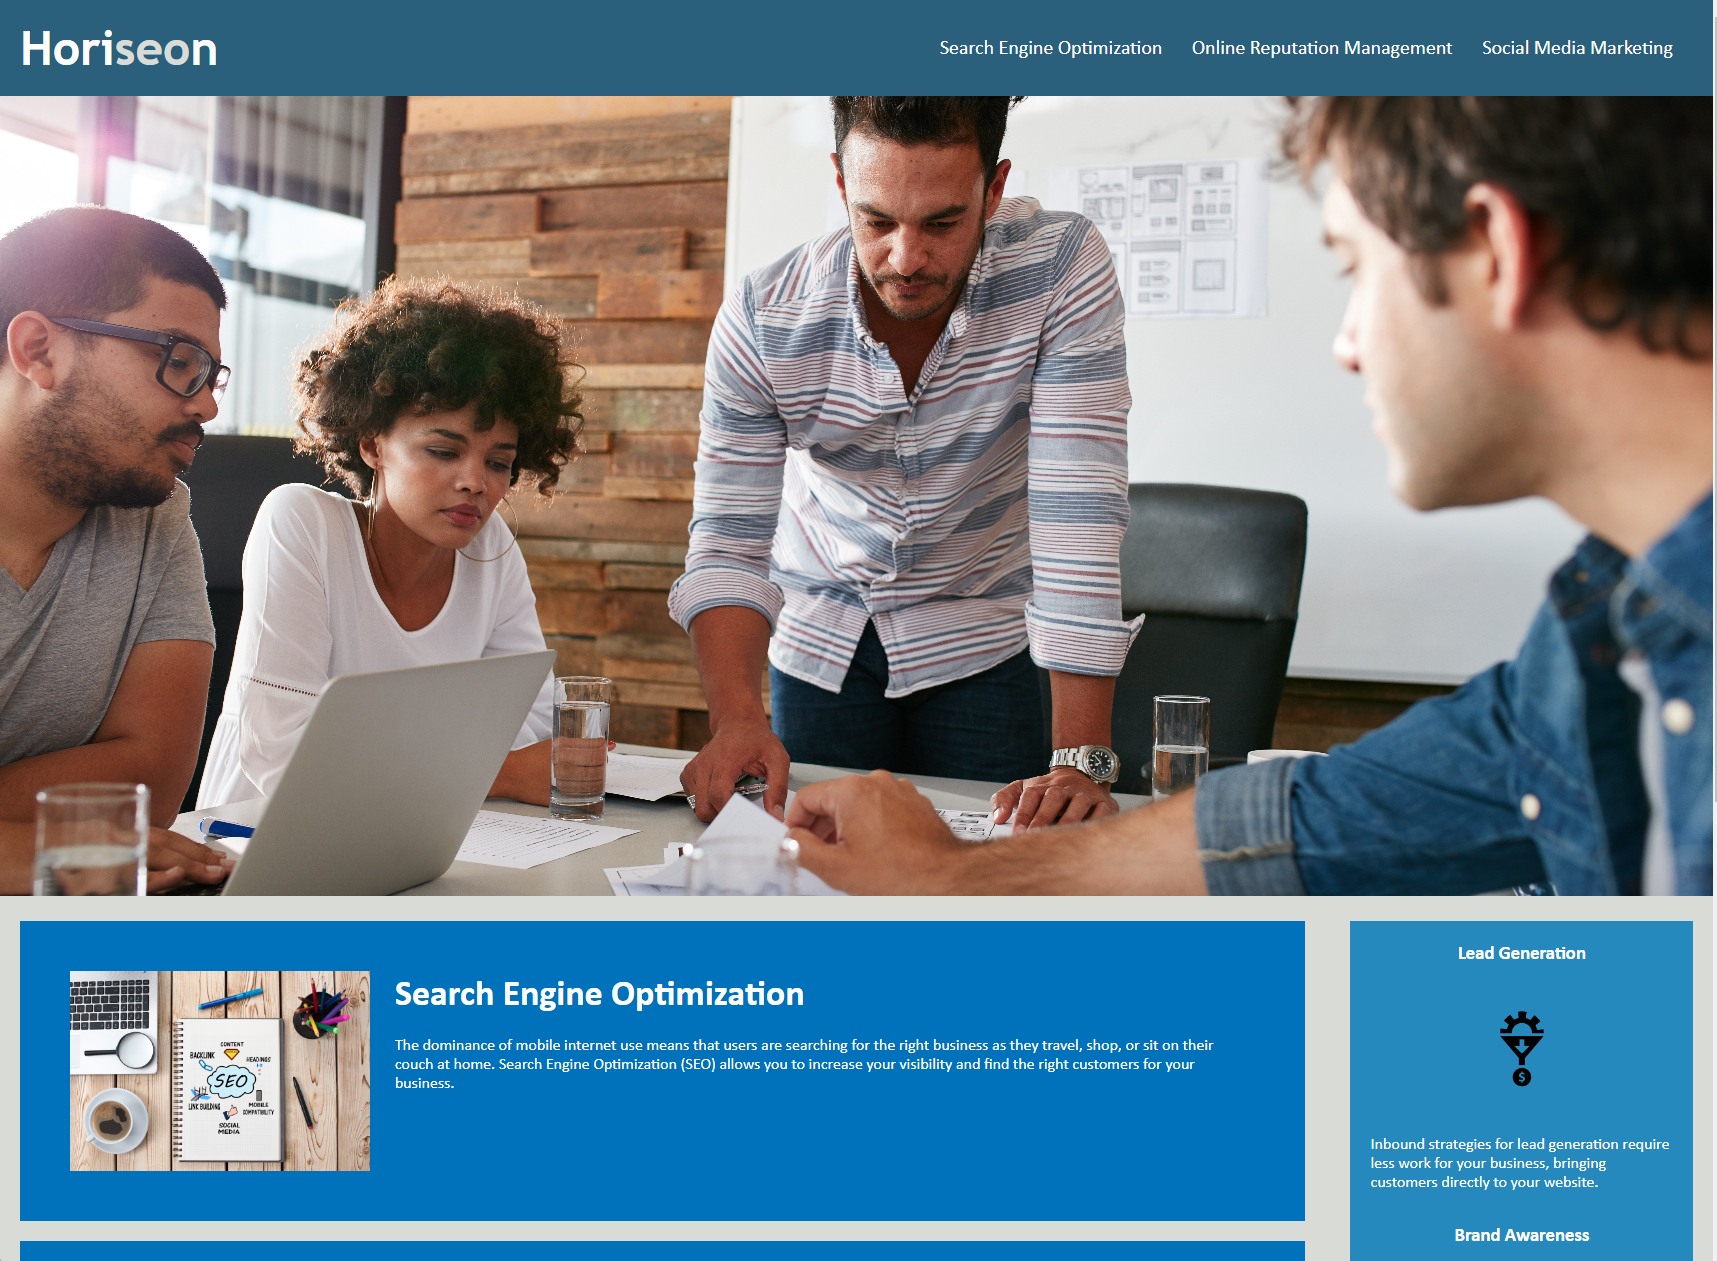 Horiseon
Search Engine Optimization
Online Reputation Management
Social Media Marketing
Search Engine Optimization
The dominance of mobile internet use means that users are searching for the right business as they travel, shop, or sit on their
couch at home. Search Engine Optimization (SEO) allows you to increase your visibility and find the right customers for your
business.
CONTENT
BACKLINK
HEADINGS
SEO
LINK BUILDING
MOBILE
COMPATIBILITY
SOCIAL
MEDIA
Lead Generation
$
Inbound strategies for lead generation require
less work for your business, bringing
customers directly to your website.
Brand Awareness